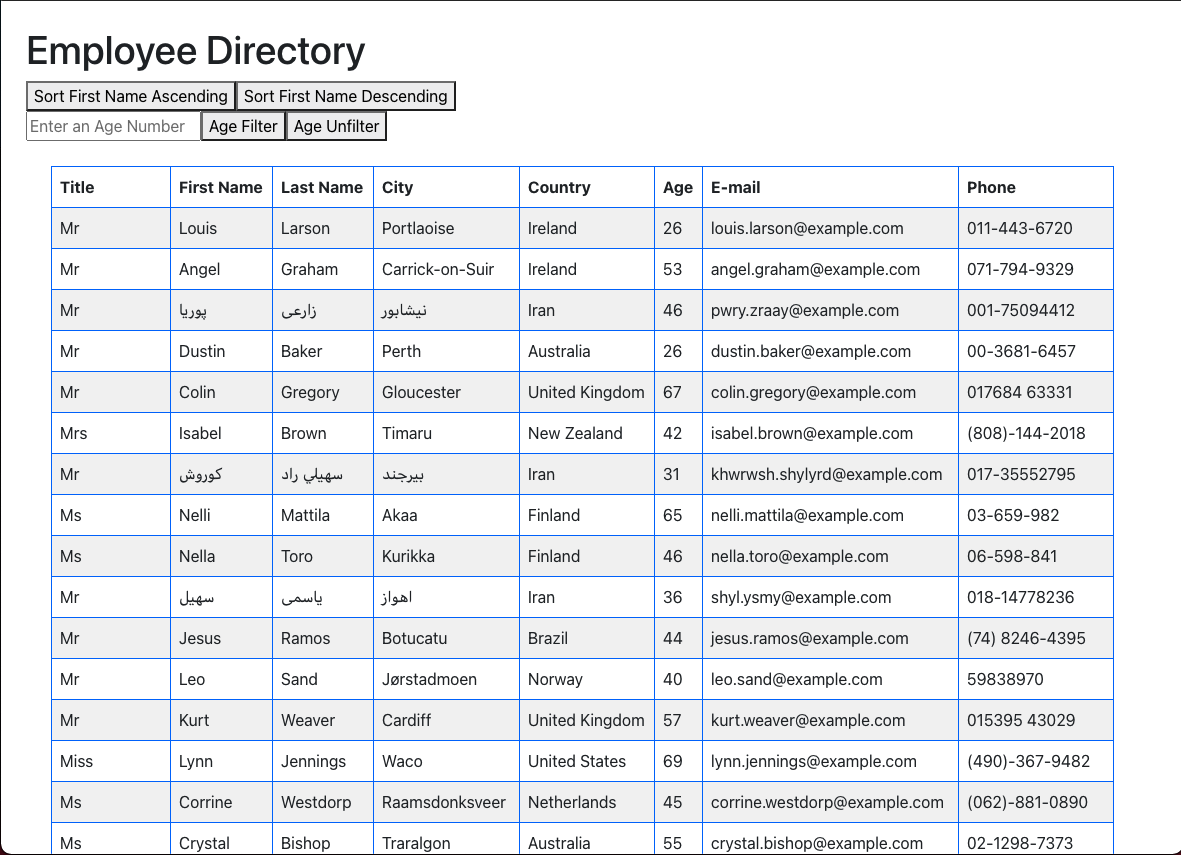 Employee Directory
Sort First Name Ascending Sort First Name Descending
Enter an Age Number Age Filter Age Unfilter
Title First Name Last Name City Country Age E-mail Phone
Mr Louis Larson Portlaoise Ireland 26 louis.larson@example.com 011-443-6720
Mr Angel Graham Carrick-on-Suir Ireland 53 angel.graham@example.com 071-794-9329
Mr پوریا زارعی نیشابور Iran 46 pwry.zraay@example.com 001-75094412
Mr Dustin Baker Perth Australia 26 dustin.baker@example.com 00-3681-6457
Mr Colin Gregory Gloucester United Kingdom 67 colin.gregory@example.com 017684 63331
Mrs Isabel Brown Timaru New Zealand 42 isabel.brown@example.com (808)-144-2018
Mr کوروش سهيلي راد بیرجند Iran 31 khwrwsh.shylyrd@example.com 017-35552795
Ms Nelli Mattila Akaa Finland 65 nelli.mattila@example.com 03-659-982
Ms Nella Toro Kurikka Finland 46 nella.toro@example.com 06-598-841
Mr سهیل یاسمی اهواز Iran 36 shyl.ysmy@example.com 018-14778236
Mr Jesus Ramos Botucatu Brazil 44 jesus.ramos@example.com (74) 8246-4395
Mr Leo Sand Jørstadmoen Norway 40 leo.sand@example.com 59838970
Mr Kurt Weaver Cardiff United Kingdom 57 kurt.weaver@example.com 015395 43029
Miss Lynn Jennings Waco United States 69 lynn.jennings@example.com (490)-367-9482
Ms Corrine Westdorp Raamsdonksveer Netherlands 45 corrine.westdorp@example.com (062)-881-0890
Ms Crystal Bishop Traralgon Australia 55 crystal.bishop@example.com 02-1298-7373